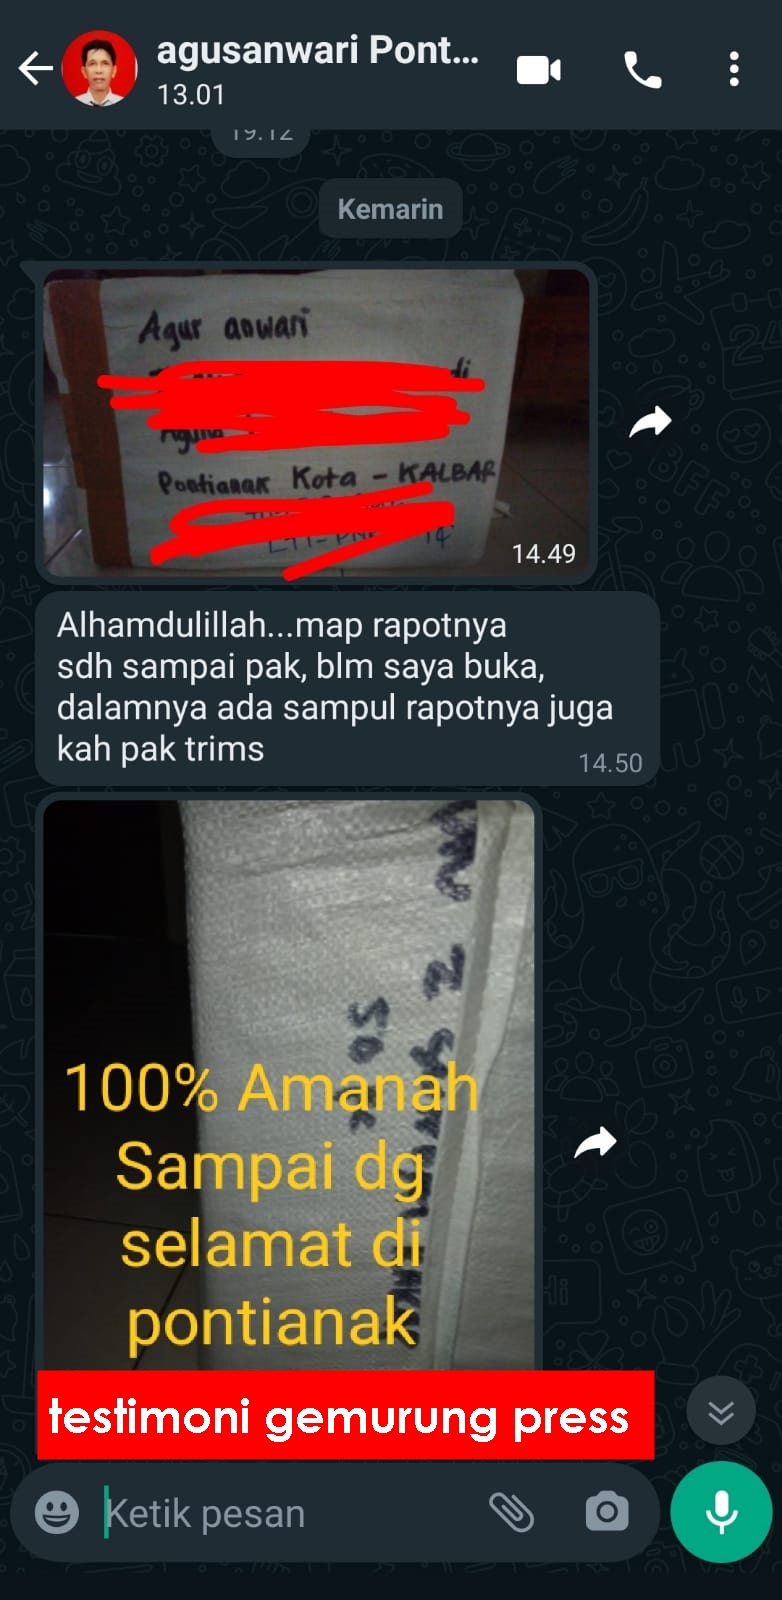 agusanwari Pont...
13.01
19.12
Kemarin
Agus anwari
di
Pontianak Kota - KALBAR
14.49
Alhamdulillah...map rapotnya
sdh sampai pak, blm saya buka,
dalamnya ada sampul rapotnya juga
kah pak trims
14.50
100% Amanah
Sampai dg
selamat di
pontianak
testimoni gemurung press
Ketik pesan